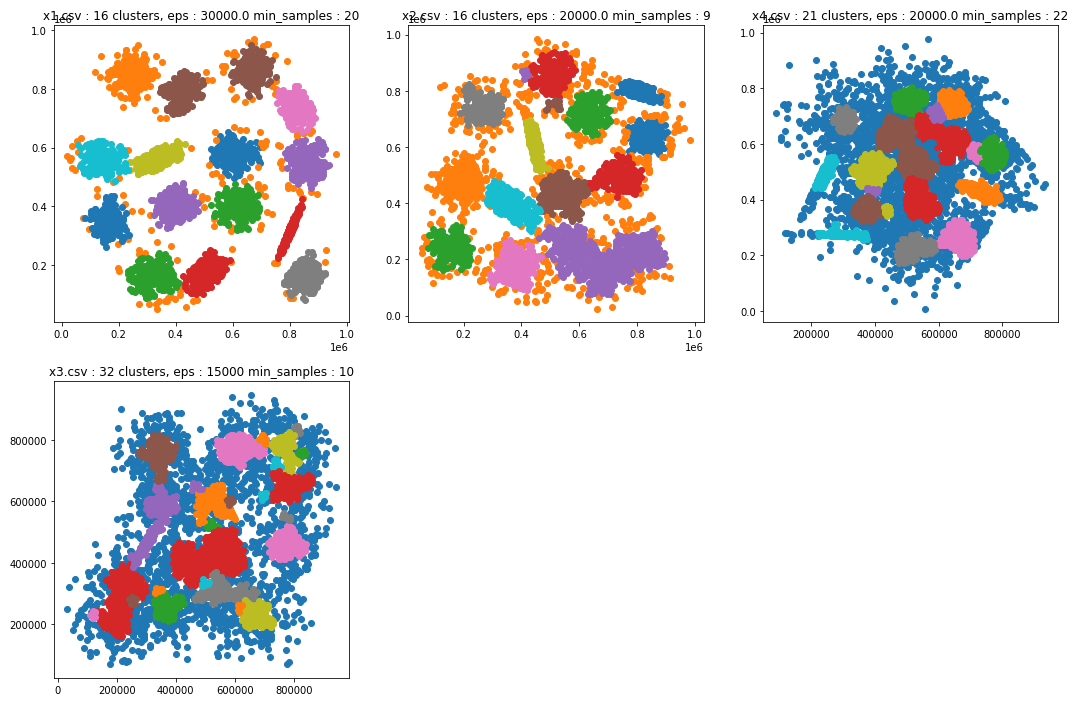 x1.csv : 16 clusters, eps : 30000.0 min_samples : 20
1e6
1.0
0.8
0.6
0.4
0.2
0.0 0.2 0.4 0.6 0.8 1.0
1e6
x2.csv : 16 clusters, eps : 20000.0 min_samples : 9
1e6
1.0
0.8
0.6
0.4
0.2
0.0
0.2 0.4 0.6 0.8 1.0
1e6
x4.csv : 21 clusters, eps : 20000.0 min_samples : 22
1e6
1.0
0.8
0.6
0.4
0.2
0.0
200000 400000 600000 800000
x3.csv : 32 clusters, eps : 15000 min_samples : 10
800000
600000
400000
200000
0 200000 400000 600000 800000